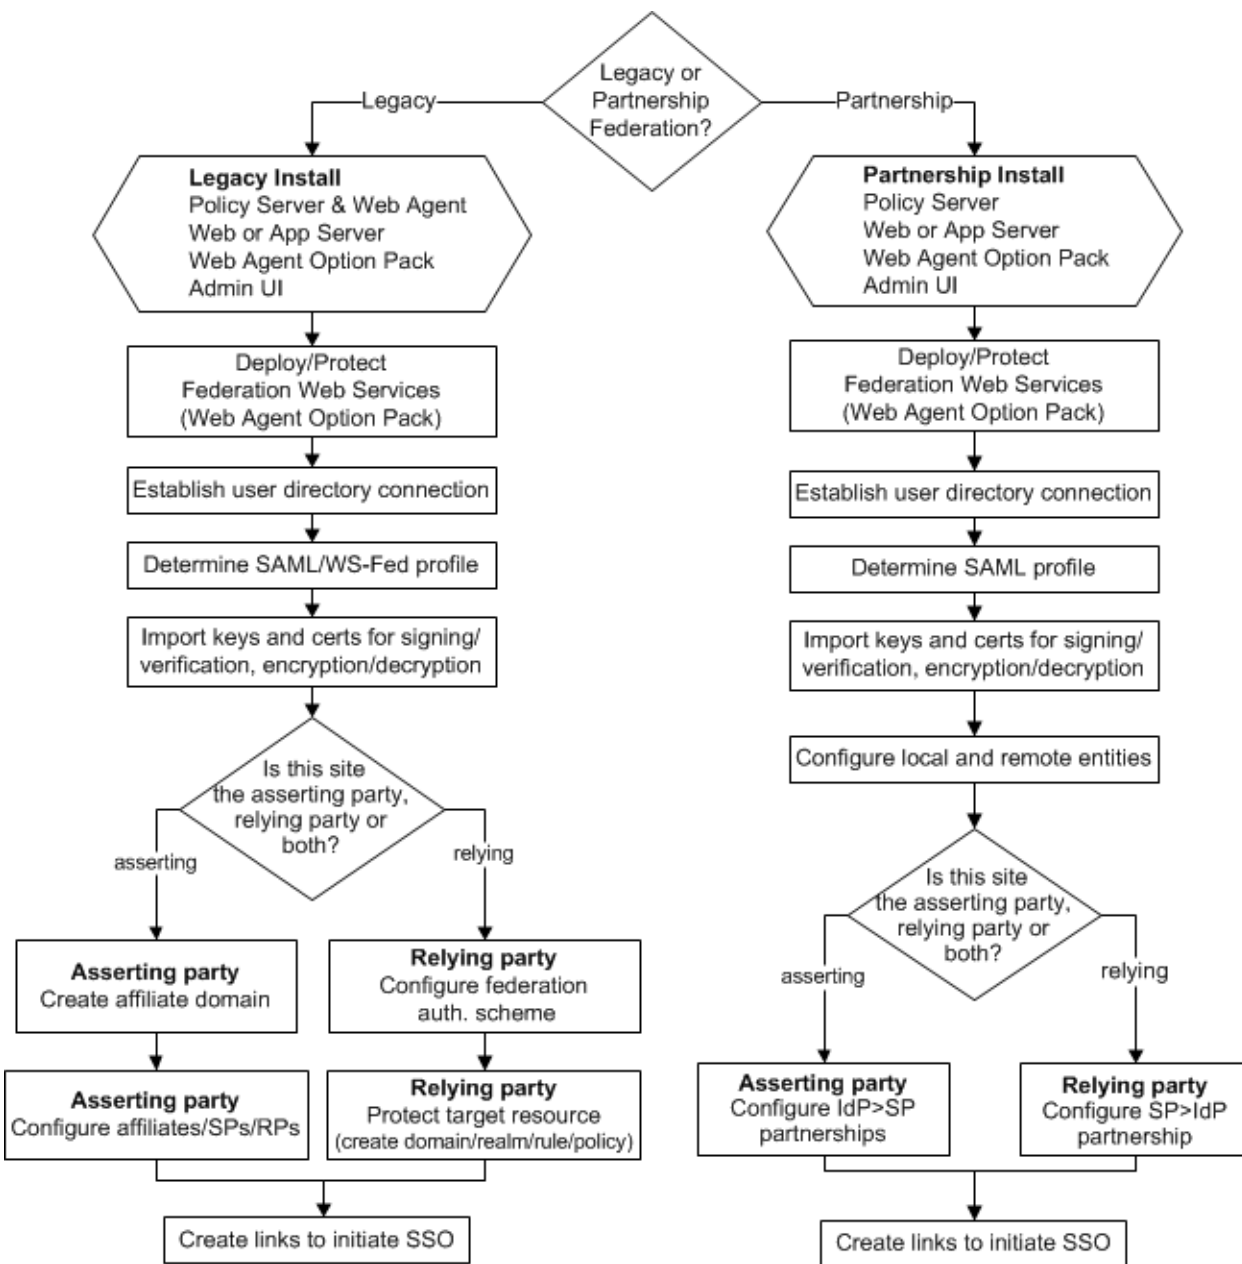 Legacy or
Partnership
Federation?
Legacy
Partnership
Legacy Install
Policy Server & Web Agent
Web or App Server
Web Agent Option Pack
Admin UI
Deploy/Protect
Federation Web Services
(Web Agent Option Pack)
Establish user directory connection
Determine SAML/WS-Fed profile
Import keys and certs for signing/
verification, encryption/decryption
Is this site
the asserting party,
relying party or
both?
asserting
relying
Asserting party
Create affiliate domain
Relying party
Configure federation
auth. scheme
Asserting party
Configure affiliates/SPs/RPs
Relying party
Protect target resource
(create domain/realm/rule/policy)
Create links to initiate SSO
Partnership Install
Policy Server
Web or App Server
Web Agent Option Pack
Admin UI
Deploy/Protect
Federation Web Services
(Web Agent Option Pack)
Establish user directory connection
Determine SAML profile
Import keys and certs for signing/
verification, encryption/decryption
Configure local and remote entities
Is this site
the asserting party,
relying party or
both?
asserting
relying
Asserting party
Configure IdP>SP
partnerships
Relying party
Configure SP>IdP
partnership
Create links to initiate SSO